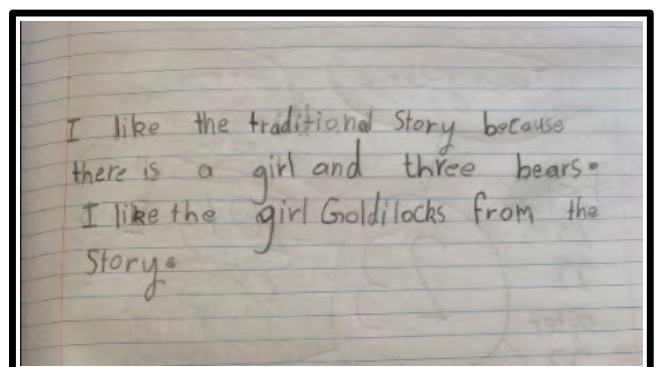 I like the traditional Story because
there is a girl and three bears.
I like the girl Goldilocks from the
Story.